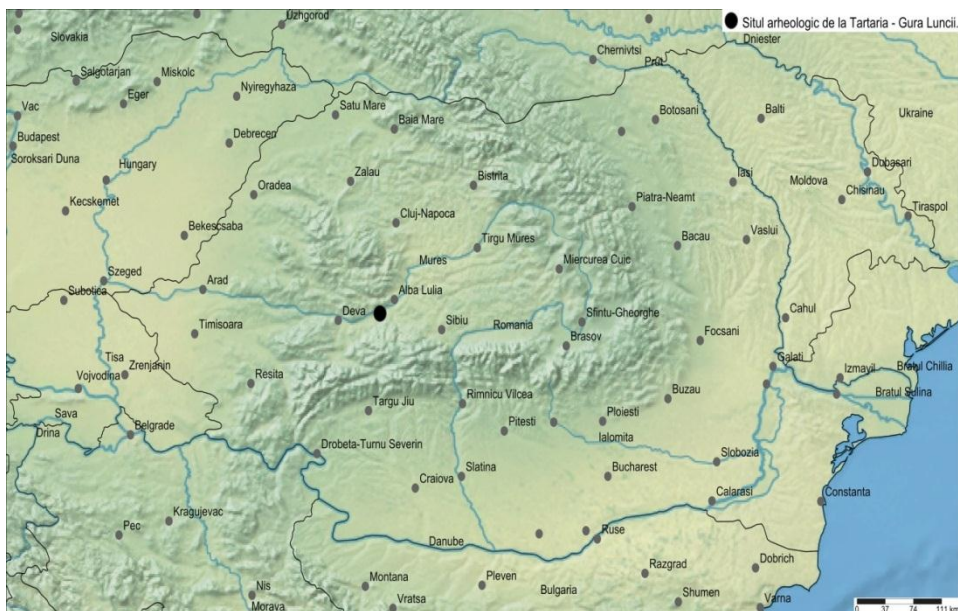 Situl arheologic de la Tartaria - Gura Luncii.
Uzhgorod
Slovakia
Dniester
Chernivtsi
Prut
Salgotarjan
Miskolc
Eger
Nyiregyhaza
Satu Mare
Baia Mare
Botosani
Balti
Ukraine
Vac
Budapest
Debrecen
Soroksari Duna
Hungary
Zalau
Bistrita
Iasi
Moldova
Dubasari
Oradea
Chisinau
Kecskemet
Piatra-Neamt
Tiraspol
Cluj-Napoca
Bekescsaba
Tirgu Mures
Bacau
Vaslui
Mures
Miercurea Cuic
Szeged
Arad
Subotica
Alba Lulia
Cahul
Deva
Sibiu
Romania
Sfintu-Gheorghe
Timisoara
Brasov
Focsani
Tisa
Zrenjanin
Galati
Izmayil
Bratul Chillia
Vojvodina
Resita
Buzau
Bratul Sulina
Rimnicu Vilcea
Sava
Targu Jiu
Pitesti
Ploiesti
Drina
Belgrade
Ialomita
Drobeta-Turnu Severin
Slobozia
Slatina
Bucharest
Craiova
Calarasi
Constanta
Kragujevac
Pec
Danube
Ruse
Dobrich
Razgrad
Montana
Pleven
Bulgaria
Nis
Vratsa
Shumen
Varna
Morava
0 37 74 111 km